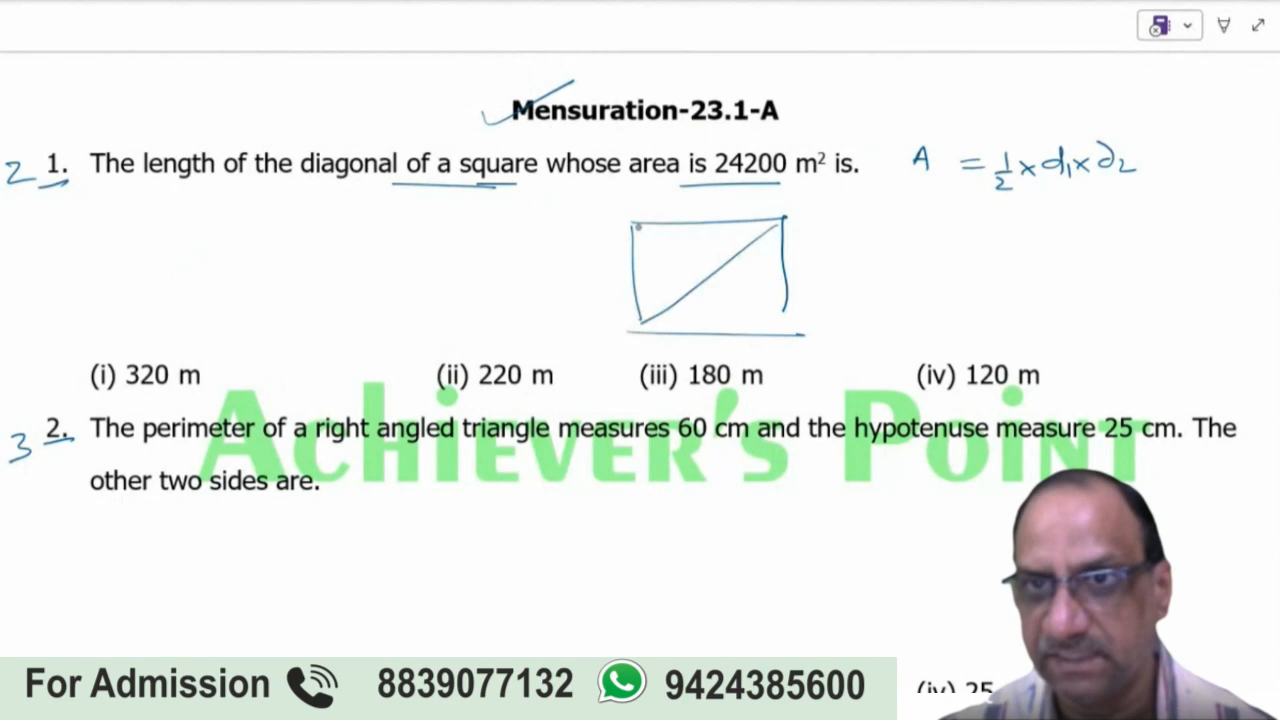 Mensuration-23.1-A
2 1. The length of the diagonal of a square whose area is 24200 m² is.
A = 1/2 × d₁ × d₂
(i) 320 m (ii) 220 m (iii) 180 m (iv) 120 m
ACHIEVER'S POINT
3 2. The perimeter of a right angled triangle measures 60 cm and the hypotenuse measure 25 cm. The
other two sides are.
For Admission 8839077132 9424385600
(iv) 25